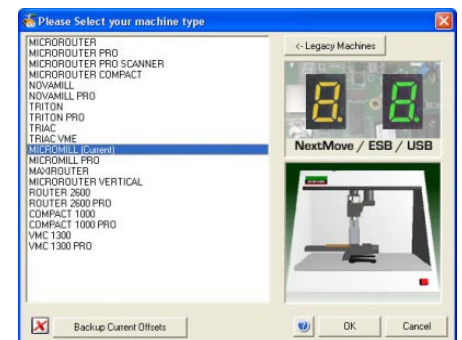 Please Select your machine type
MICROROUTER
MICROROUTER PRO
MICROROUTER PRO SCANNER
MICROROUTER COMPACT
NOVAMILL
NOVAMILL PRO
TRITON
TRITON PRO
TRIAC
TRIAC VME
MICROMILL (Current)
MICROMILL PRO
MAXIROUTER
MICROROUTER VERTICAL
ROUTER 2600
ROUTER 2600 PRO
COMPACT 1000
COMPACT 1000 PRO
VMC 1300
VMC 1300 PRO
<- Legacy Machines
8. 8.
NextMove / ESB / USB
Backup Current Offsets
OK
Cancel